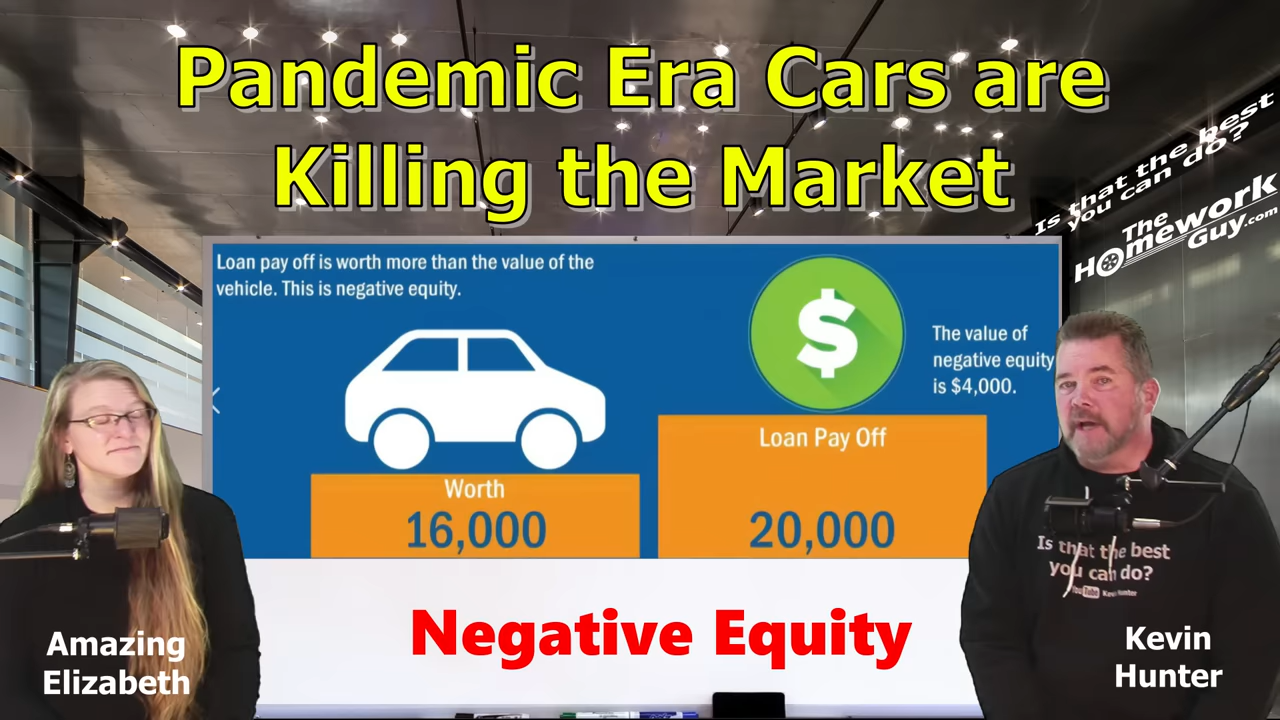 Pandemic Era Cars are
Killing the Market
Is that the best
you can do?
The
Homework
Guy.com
Loan pay off is worth more than the value of the
vehicle. This is negative equity.
$
The value of
negative equity
is $4,000.
Loan Pay Off
Worth
16,000
20,000
Is that the best
you can do?
YouTube Kevin Hunter
Negative Equity
Amazing
Elizabeth
Kevin
Hunter